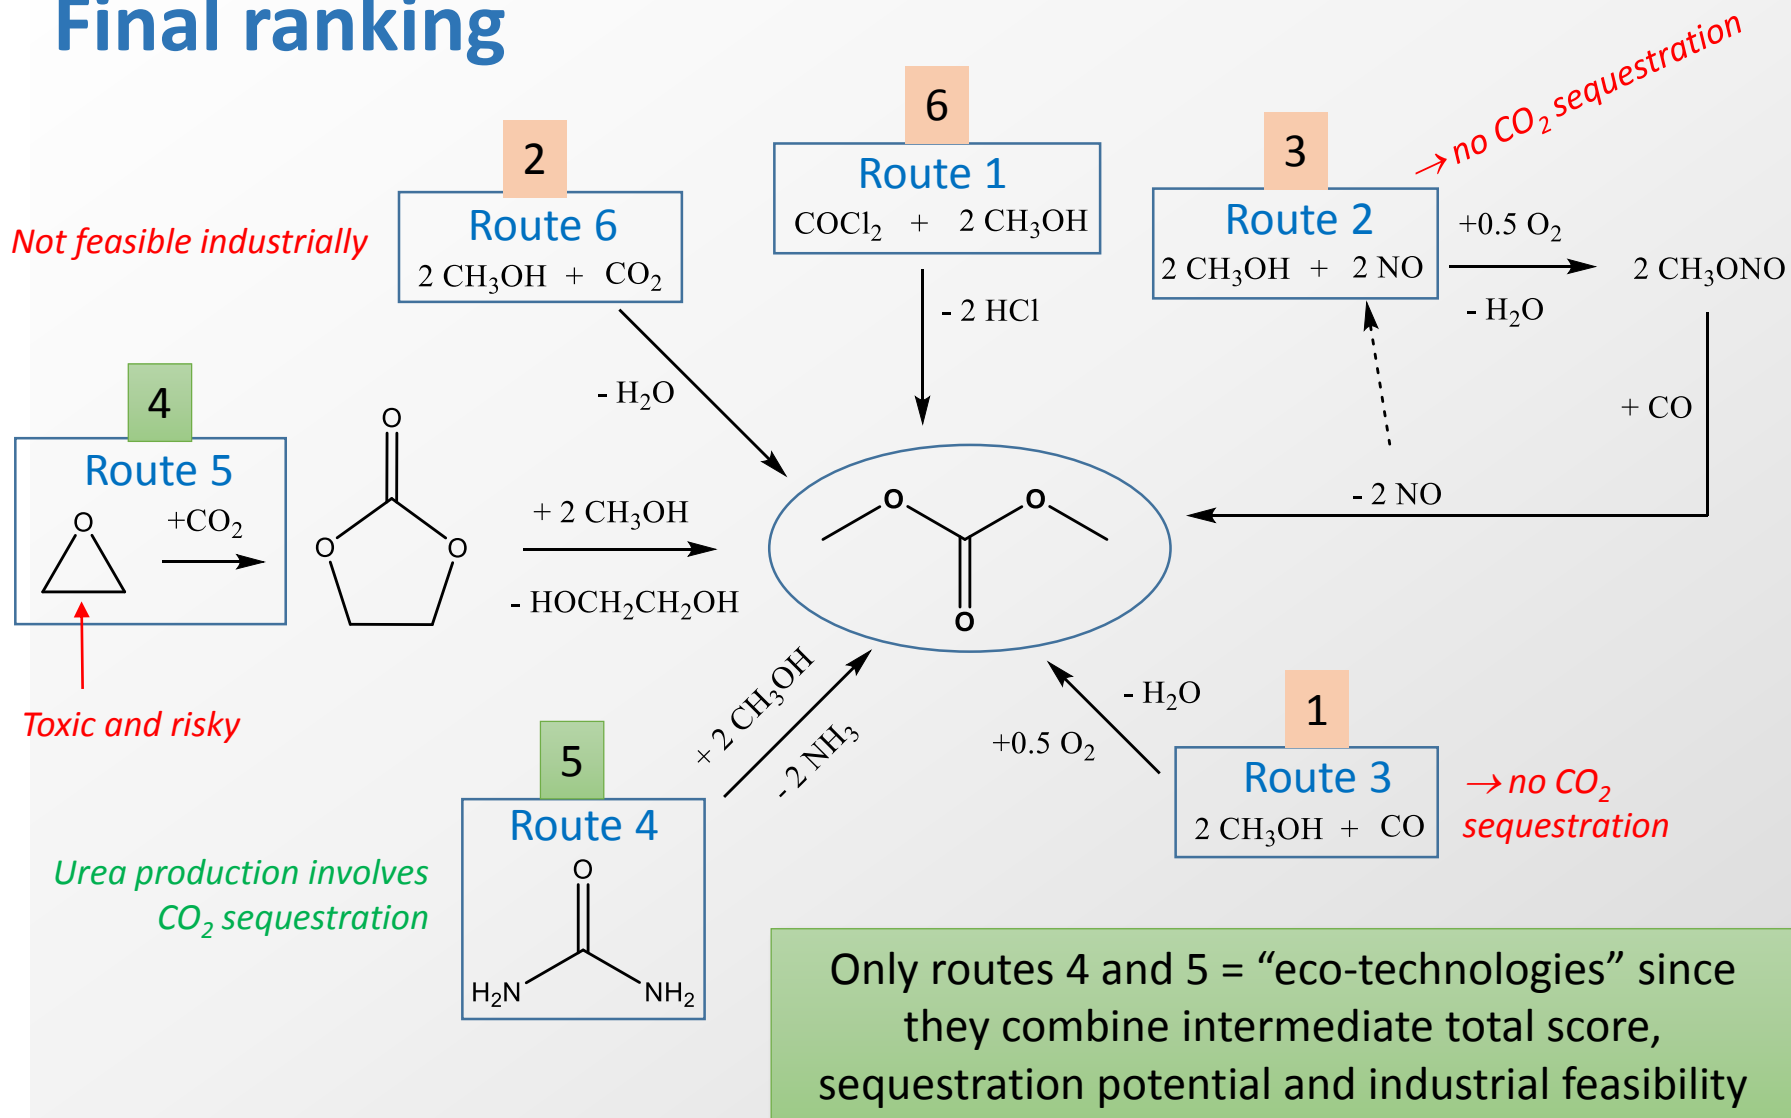 Final ranking
→ no CO₂ sequestration
6
Route 1
COCl₂ + 2 CH₃OH
- 2 HCl
2
Route 6
2 CH₃OH + CO₂
Not feasible industrially
- H₂O
3
Route 2
2 CH₃OH + 2 NO
+0.5 O₂
- H₂O
2 CH₃ONO
+ CO
- 2 NO
4
Route 5
O
+CO₂
O
O
O
+ 2 CH₃OH
- HOCH₂CH₂OH
Toxic and risky
O
O
O
5
Route 4
O
H₂N
NH₂
+ 2 CH₃OH
- 2 NH₃
Urea production involves
CO₂ sequestration
1
Route 3
2 CH₃OH + CO
- H₂O
+0.5 O₂
→ no CO₂
sequestration
Only routes 4 and 5 = “eco-technologies” since
they combine intermediate total score,
sequestration potential and industrial feasibility